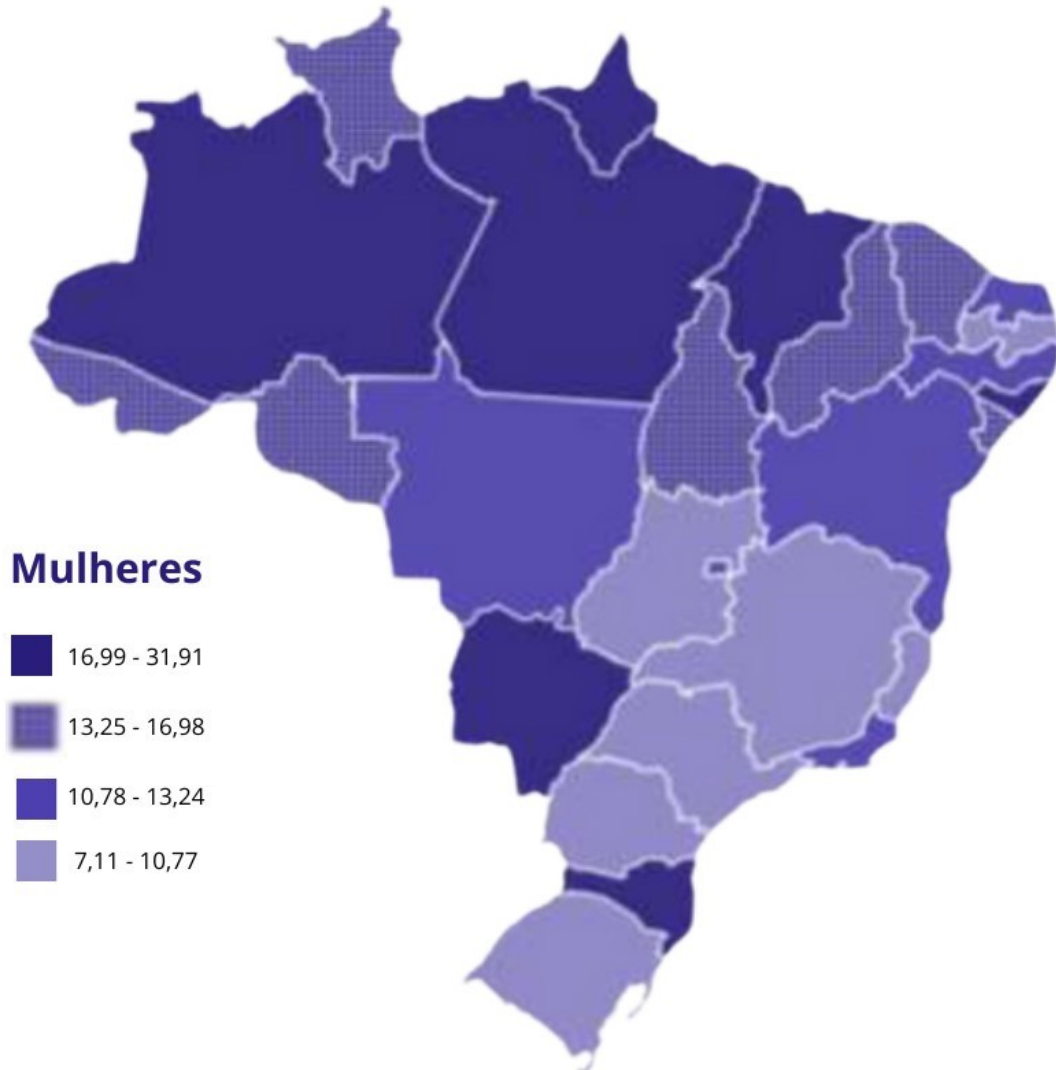 Mulheres
16,99 - 31,91
13,25 - 16,98
10,78 - 13,24
7,11 - 10,77